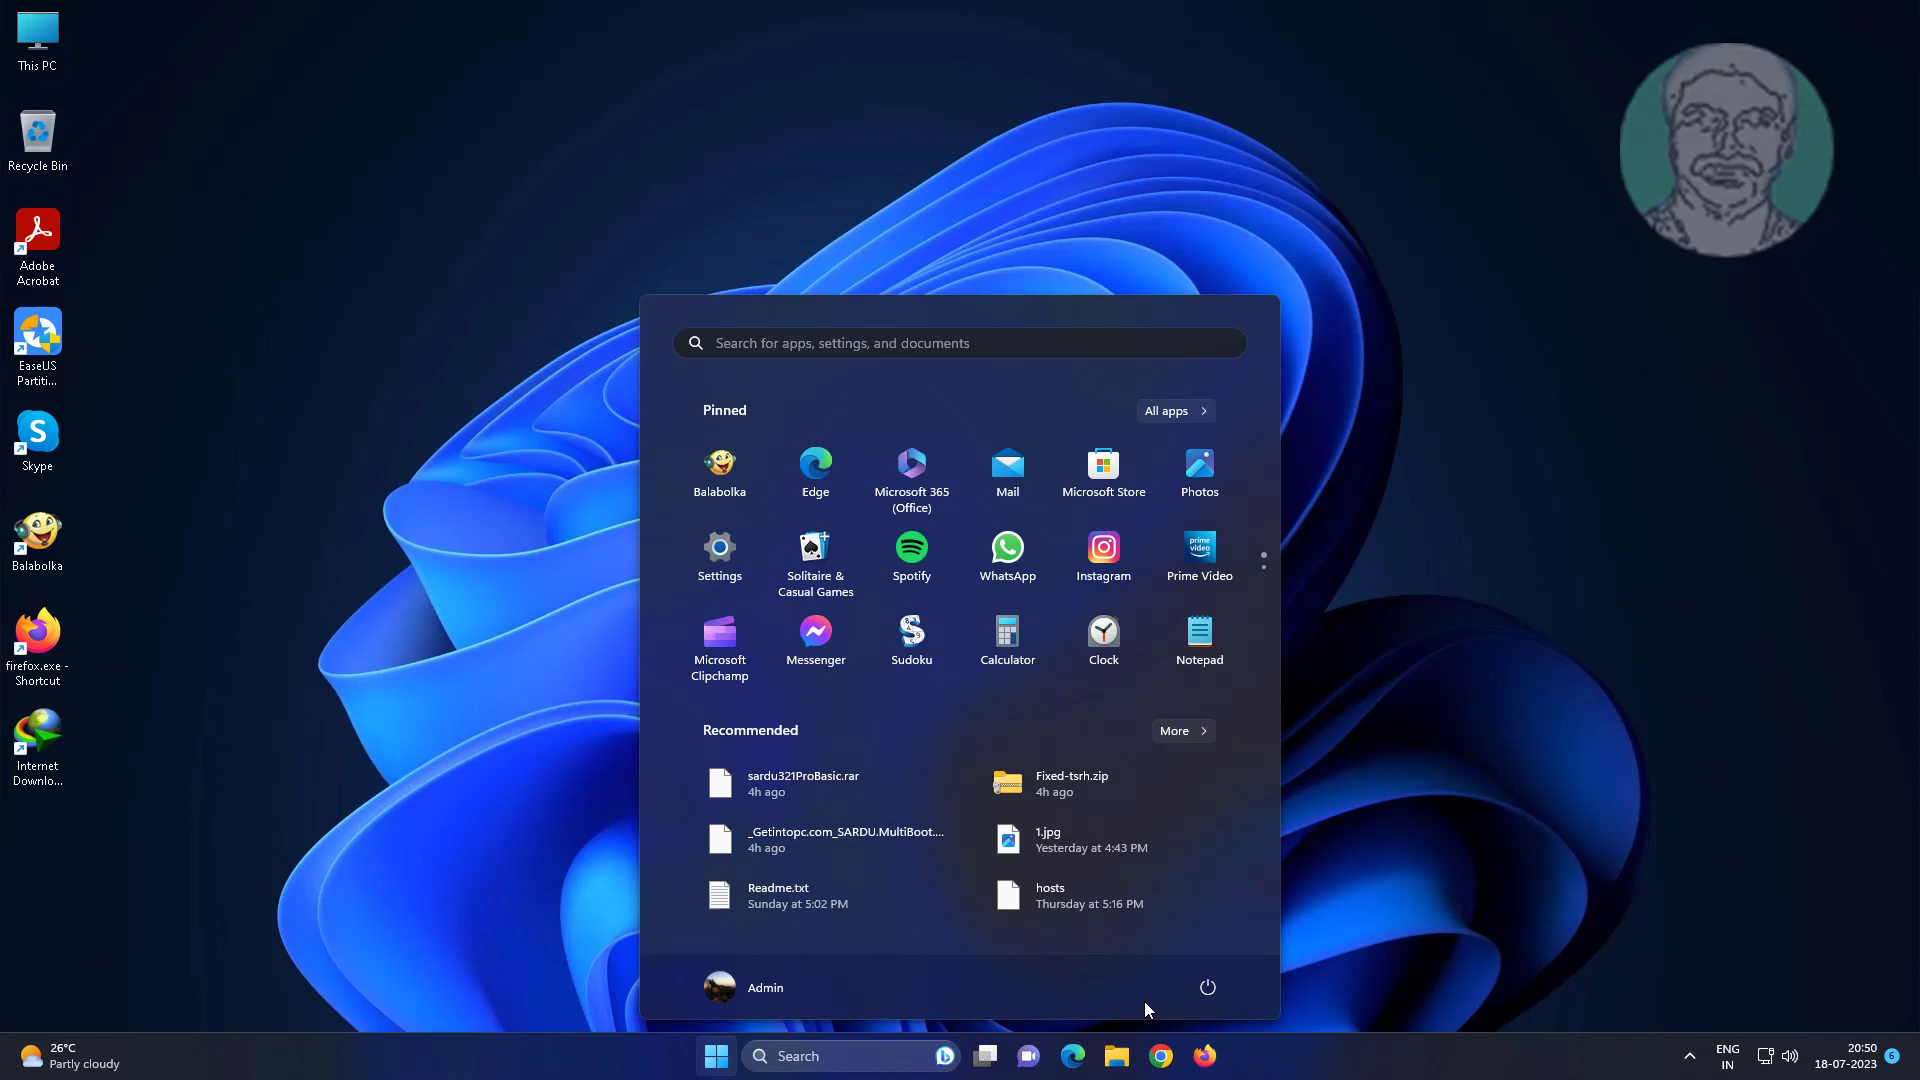 This PC
Recycle Bin
Adobe
Acrobat
EaseUS
Partiti...
S
Skype
Balabolka
firefox.exe -
Shortcut
Internet
Downlo...
Search for apps, settings, and documents
Pinned
All apps
Balabolka
Edge
Microsoft 365
(Office)
Mail
Microsoft Store
Photos
Settings
Solitaire &
Casual Games
Spotify
WhatsApp
Instagram
prime
video
Prime Video
Microsoft
Clipchamp
Messenger
Sudoku
Calculator
Clock
Notepad
Recommended
More
sardu321ProBasic.rar
4h ago
Fixed-tsrh.zip
4h ago
_Getintopc.com_SARDU.MultiBoot....
4h ago
1.jpg
Yesterday at 4:43 PM
Readme.txt
Sunday at 5:02 PM
hosts
Thursday at 5:16 PM
Admin
26°C
Partly cloudy
Search
ENG
IN
20:50
18-07-2023
6